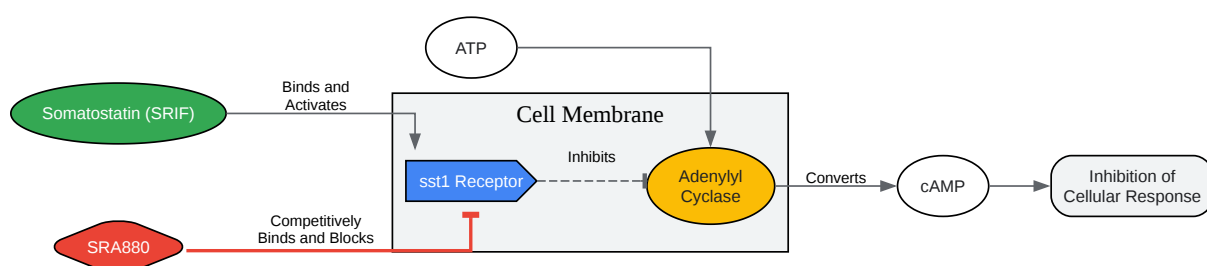 ATP
Binds and
Activates
Somatostatin (SRIF)
Cell Membrane
Inhibits
sst1 Receptor
Adenylyl
Cyclase
Converts
cAMP
Inhibition of
Cellular Response
Competitively
Binds and Blocks
SRA880